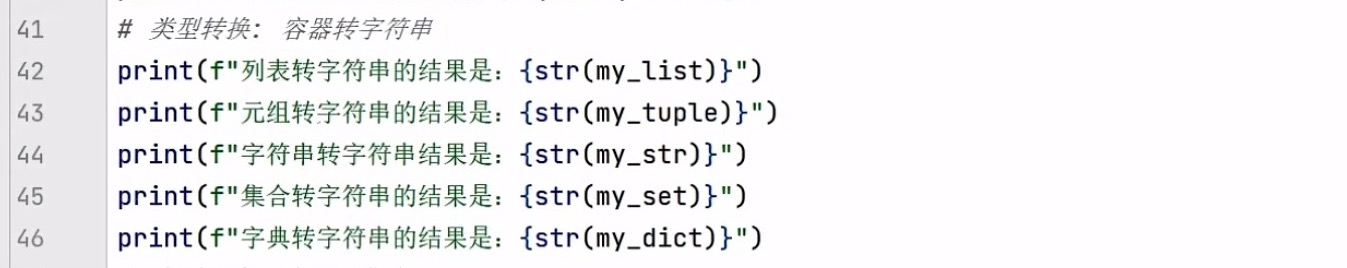 41 # 类型转换: 容器转字符串
42 print(f"列表转字符串的结果是：{str(my_list)}")
43 print(f"元组转字符串的结果是：{str(my_tuple)}")
44 print(f"字符串转字符串结果是：{str(my_str)}")
45 print(f"集合转字符串的结果是：{str(my_set)}")
46 print(f"字典转字符串的结果是：{str(my_dict)}")